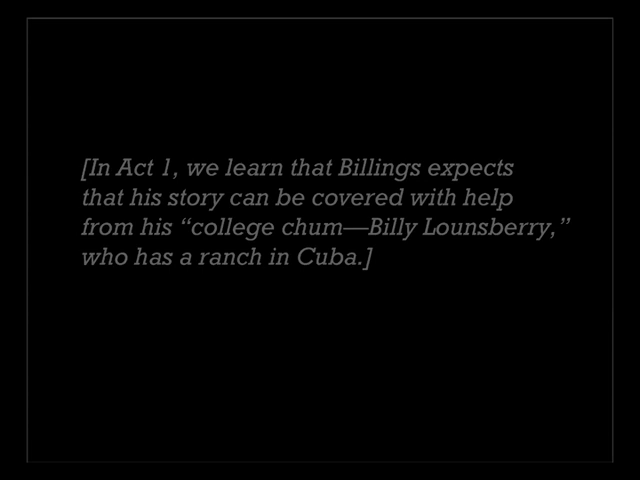 [In Act 1, we learn that Billings expects
that his story can be covered with help
from his “college chum—Billy Lounsberry,”
who has a ranch in Cuba.]